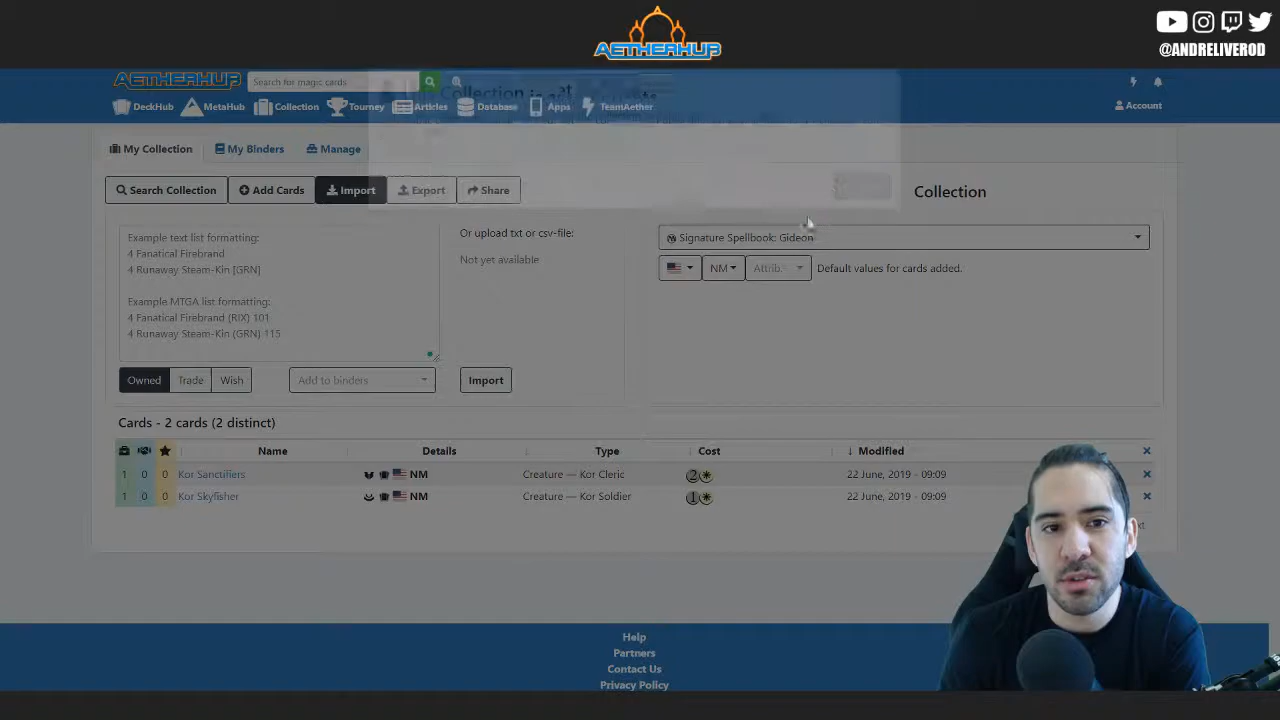 AETHERHUB
@ANDRELIVEROD
AETHERHUB
Search for magic cards
DeckHub
MetaHub
Collection
Tourney
Articles
Database
Apps
TeamAether
Account
Collection is
My Collection
My Binders
Manage
Search Collection
Add Cards
Import
Export
Share
Collection
Example text list formatting:
4 Fanatical Firebrand
4 Runaway Steam-Kin [GRN]
Example MTGA list formatting:
4 Fanatical Firebrand (RIX) 101
4 Runaway Steam-Kin (GRN) 115
Or upload txt or csv-file:
Not yet available
Signature Spellbook: Gideon
NM
Attrib.
Default values for cards added.
Owned
Trade
Wish
Add to binders
Import
Cards - 2 cards (2 distinct)
Name Details Type Cost Modified
1 0 0 Kor Sanctifiers NM Creature — Kor Cleric 2 22 June, 2019 - 09:09
1 0 0 Kor Skyfisher NM Creature — Kor Soldier 1 22 June, 2019 - 09:09
Help
Partners
Contact Us
Privacy Policy